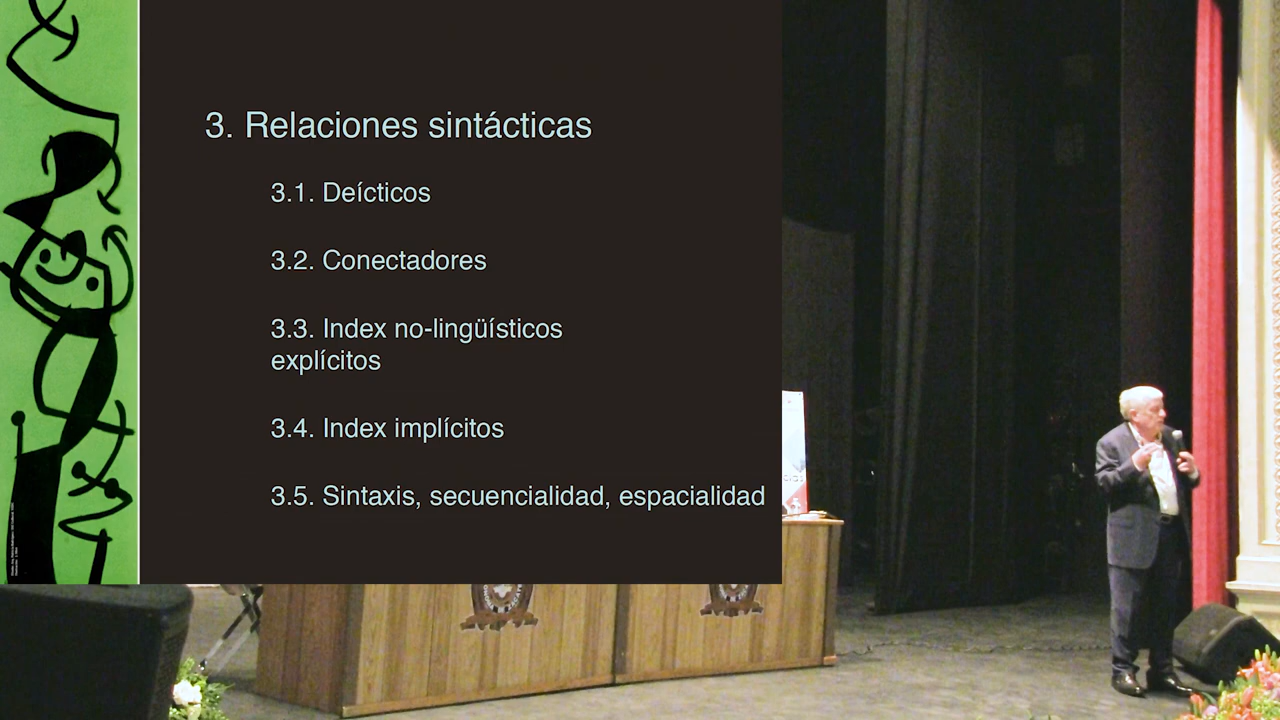 3. Relaciones sintácticas
3.1. Deícticos
3.2. Conectadores
3.3. Index no-lingüísticos
explícitos
3.4. Index implícitos
3.5. Sintaxis, secuencialidad, espacialidad